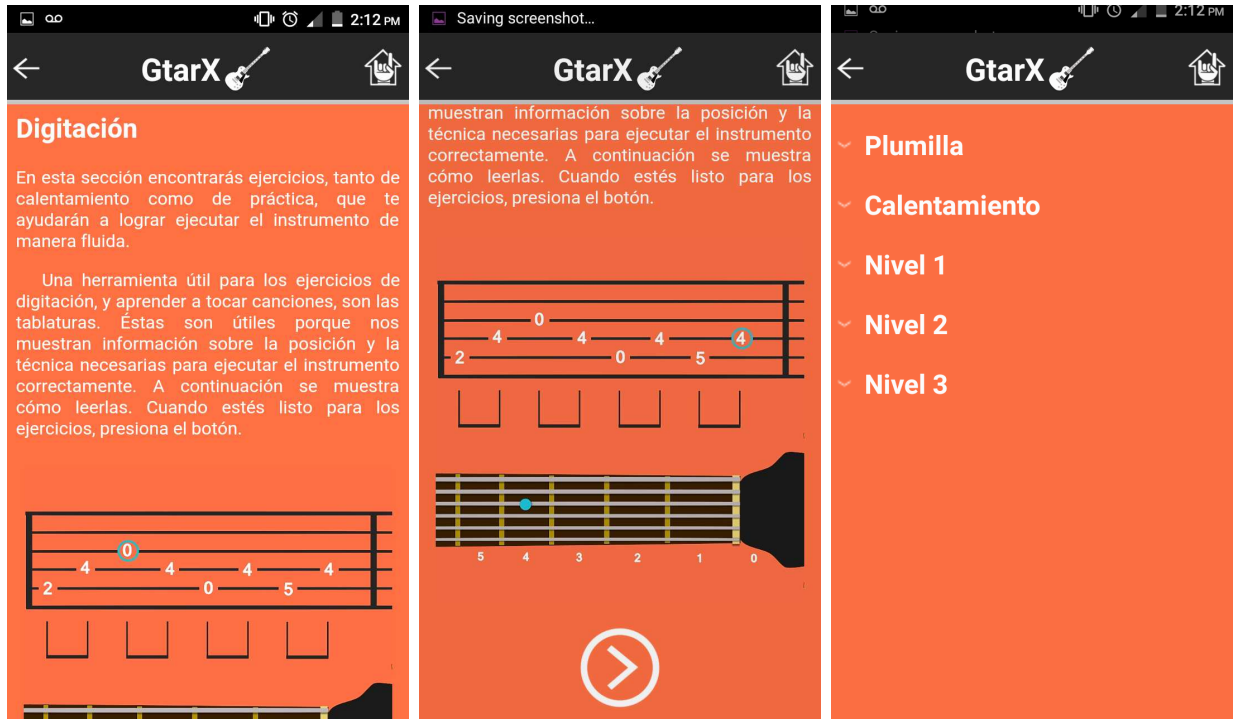 2:12 PM
GtarX
Digitación
En esta sección encontrarás ejercicios, tanto de
calentamiento como de práctica, que te
ayudarán a lograr ejecutar el instrumento de
manera fluida.
Una herramienta útil para los ejercicios de
digitación, y aprender a tocar canciones, son las
tablaturas. Éstas son útiles porque nos
muestran información sobre la posición y la
técnica necesarias para ejecutar el instrumento
correctamente. A continuación se muestra
cómo leerlas. Cuando estés listo para los
ejercicios, presiona el botón.
0
4 4 4 4
2 0 5
Saving screenshot...
GtarX
muestran información sobre la posición y la
técnica necesarias para ejecutar el instrumento
correctamente. A continuación se muestra
cómo leerlas. Cuando estés listo para los
ejercicios, presiona el botón.
0
4 4 4 4
2 0 5
5 4 3 2 1 0
2:12 PM
GtarX
Plumilla
Calentamiento
Nivel 1
Nivel 2
Nivel 3